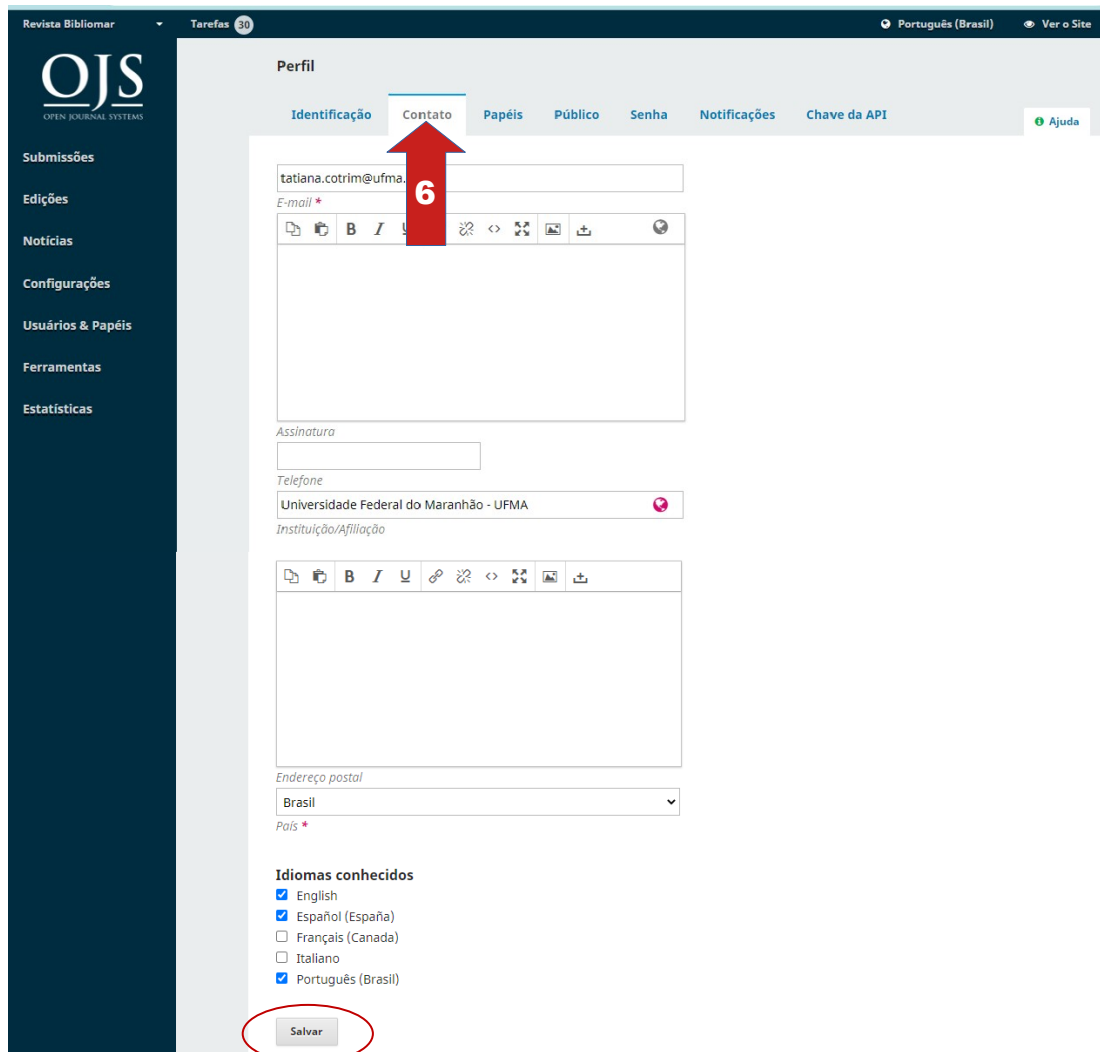 Revista Bibliomar Tarefas 30 Português (Brasil) Ver o Site
OJS
OPEN JOURNAL SYSTEMS
Submissões
Edições
Notícias
Configurações
Usuários & Papéis
Ferramentas
Estatísticas
Perfil
Identificação Contato Papéis Público Senha Notificações Chave da API Ajuda
6
tatiana.cotrim@ufma.
E-mail *
B I U
Assinatura
Telefone
Universidade Federal do Maranhão - UFMA
Instituição/Afiliação
B I U
Endereço postal
Brasil
País *
Idiomas conhecidos
English
Español (España)
Français (Canada)
Italiano
Português (Brasil)
Salvar